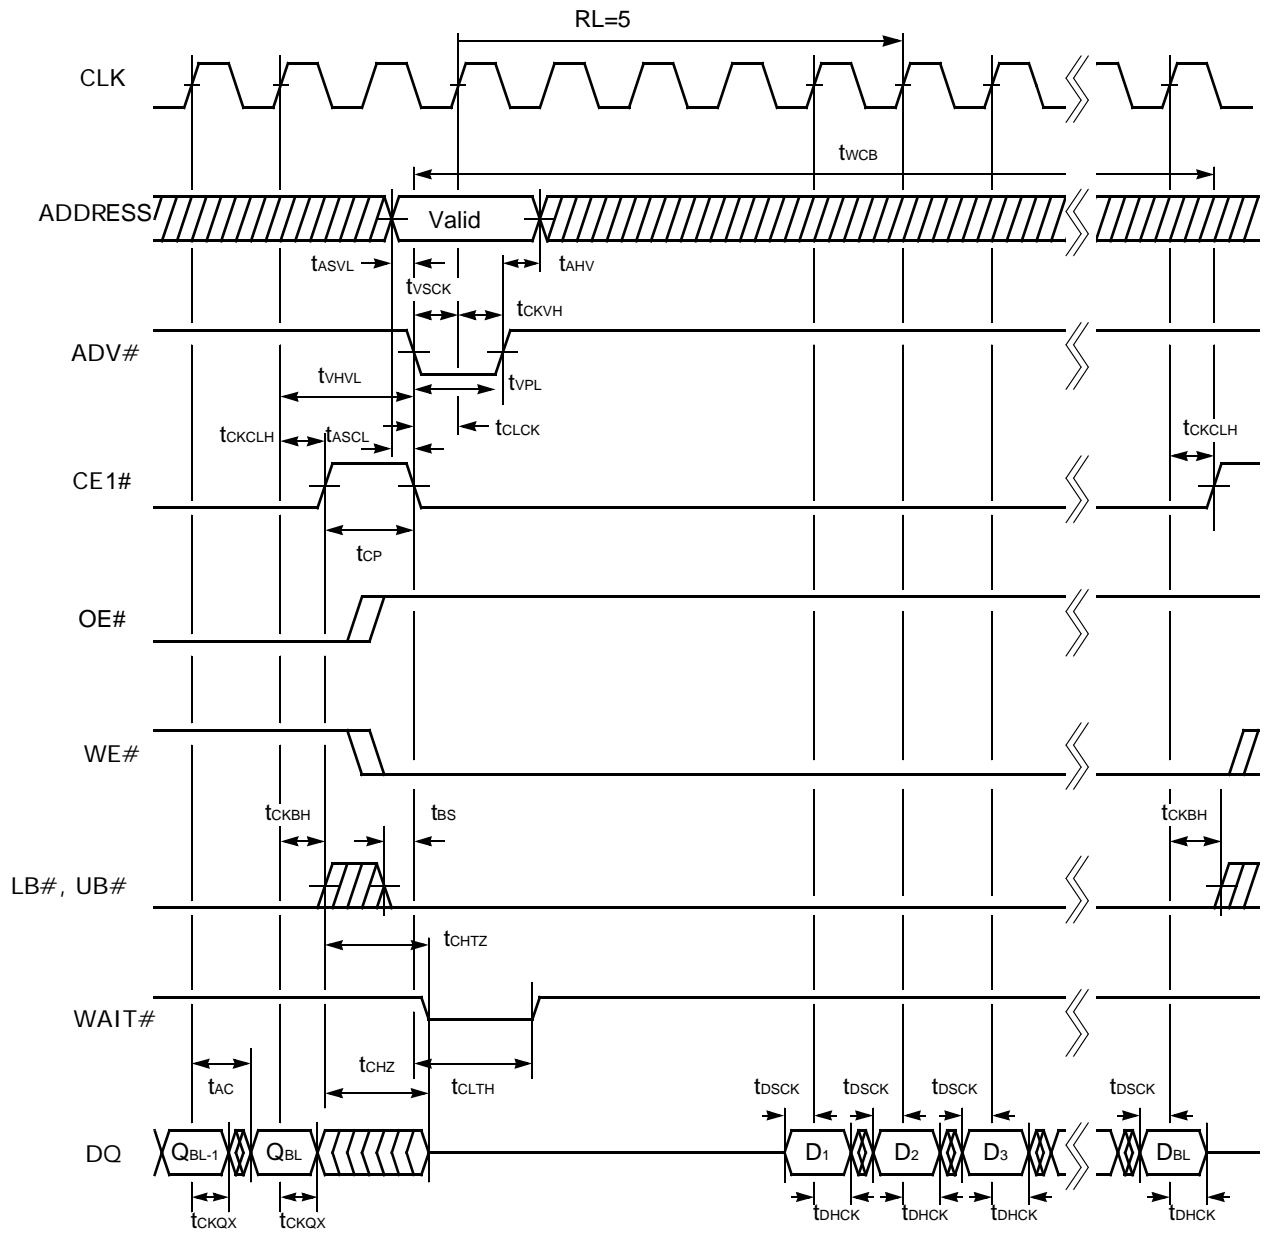 RL=5
CLK
tWCB
ADDRESS
Valid
tASVL
tAHV
tVSCK
tCKVH
ADV#
tVHVL
tVPL
tCKCLH
tASCL
tCLCK
tCKCLH
CE1#
tCP
OE#
WE#
tCKBH
tBS
tCKBH
LB#, UB#
tCHTZ
WAIT#
tCHZ
tAC
tCLTH
tDSCK
tDSCK
tDSCK
tDSCK
DQ
QBL-1
QBL
D1
D2
D3
DBL
tCKQX
tCKQX
tDHCK
tDHCK
tDHCK
tDHCK